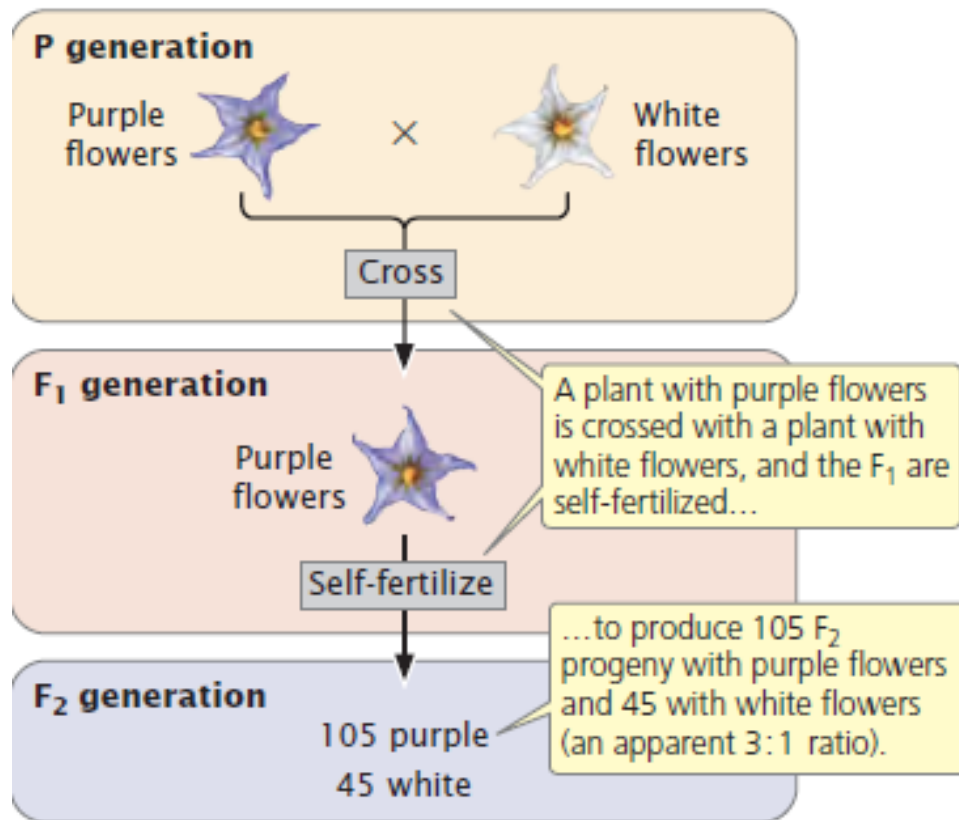 P generation
Purple
flowers
×
White
flowers
Cross
F₁ generation
Purple
flowers
A plant with purple flowers
is crossed with a plant with
white flowers, and the F₁ are
self-fertilized…
Self-fertilize
…to produce 105 F₂
progeny with purple flowers
and 45 with white flowers
(an apparent 3:1 ratio).
F₂ generation
105 purple
45 white